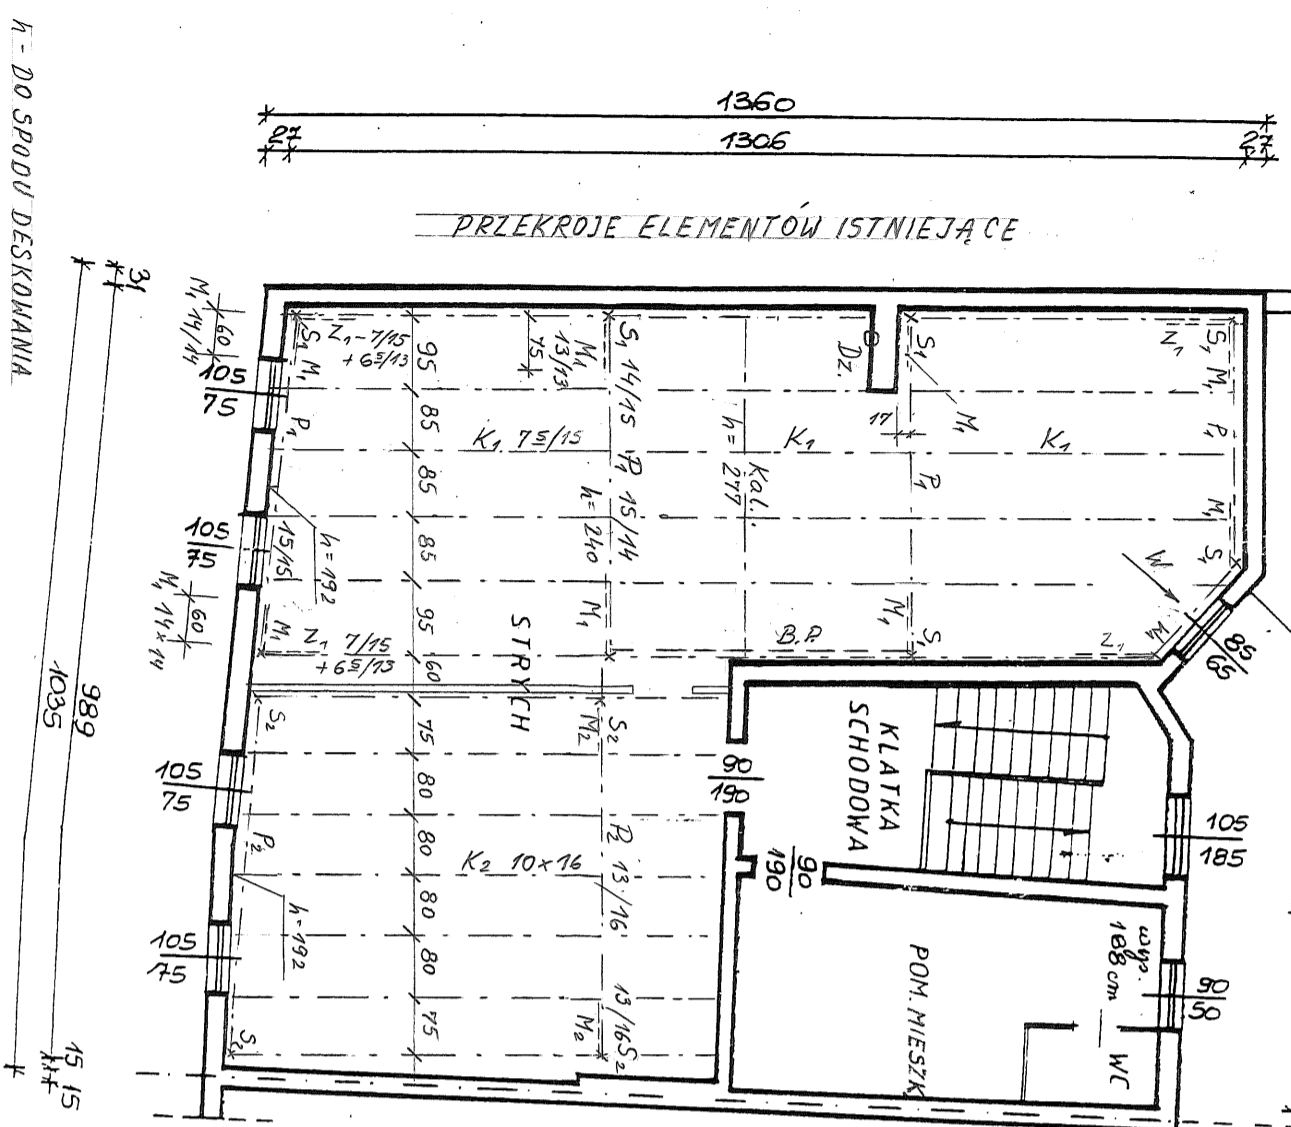 h - DO SPODU DESKOWANIA
1360
27
1306
27
PRZEKROJE ELEMENTÓW ISTNIEJĄCE
31
989
1035
15 15
M₁ 14/14
60
105
75
105
75
M₁ 14×14
60
105
75
105
75
S₁ M₁
Z₁ - 7/15
+ 6⁵/13
P₁
15/15
h=192
M₁
Z₁ 7/15
+ 6⁵/13
95
85
85
85
95
60
75
80
80
80
80
75
M₁
13/13
75
K₁ 7⁵/15
S₁ 14/15 P₁ 15/14
h=240
M₁
h=
277
Kal.
Dz.
17
K₁
S₁
M₁
P₁
M₁
S₁
B.P.
K₁
Z₁
S₁ M₁
P₁
M₁
S₁
W
K₁
Z₁
85
65
STRYCH
S₂
S₂
M₂
P₂
h=192
S₂
K₂ 10×16
P₂ 13/16
13/16 S₂
M₂
90
190
KLATKA
SCHODOWA
90
190
105
185
POM. MIESZK.
wys.
188 cm
WC
90
50